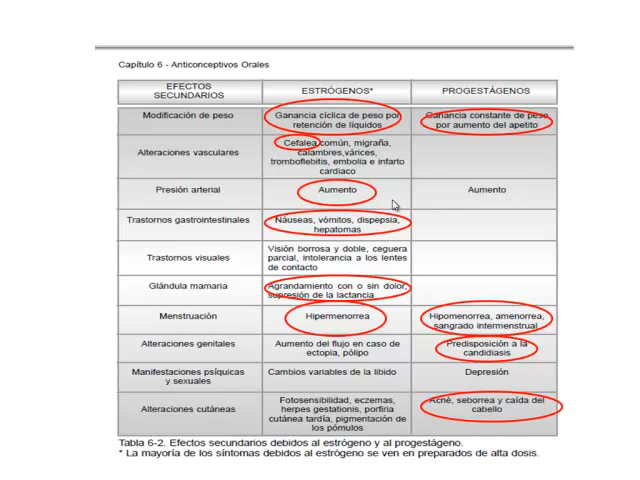 Capítulo 6 - Anticonceptivos Orales
EFECTOS
SECUNDARIOS
ESTRÓGENOS*
PROGESTÁGENOS
Modificación de peso
Ganancia cíclica de peso por
retención de líquidos
Ganancia constante de peso
por aumento del apetito
Alteraciones vasculares
Cefalea común, migraña,
calambres,várices,
tromboflebitis, embolia e infarto
cardiaco
Presión arterial
Aumento
Aumento
Trastornos gastrointestinales
Náuseas, vómitos, dispepsia,
hepatomas
Trastornos visuales
Visión borrosa y doble, ceguera
parcial, intolerancia a los lentes
de contacto
Glándula mamaria
Agrandamiento con o sin dolor,
supresión de la lactancia
Menstruación
Hipermenorrea
Hipomenorrea, amenorrea,
sangrado intermenstrual
Alteraciones genitales
Aumento del flujo en caso de
ectopia, pólipo
Predisposición a la
candidiasis
Manifestaciones psíquicas
y sexuales
Cambios variables de la libido
Depresión
Alteraciones cutáneas
Fotosensibilidad, eczemas,
herpes gestationis, porfiria
cutánea tardía, pigmentación de
los pómulos
Acné, seborrea y caída del
cabello
Tabla 6-2. Efectos secundarios debidos al estrógeno y al progestágeno.
* La mayoría de los síntomas debidos al estrógeno se ven en preparados de alta dosis.